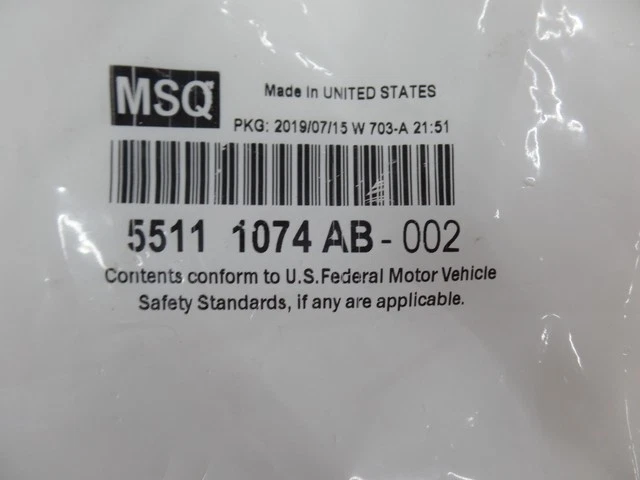 MSQ
Made in UNITED STATES
PKG: 2019/07/15 W 703-A 21:51
5511 1074 AB - 002
Contents conform to U.S.Federal Motor Vehicle
Safety Standards, if any are applicable.